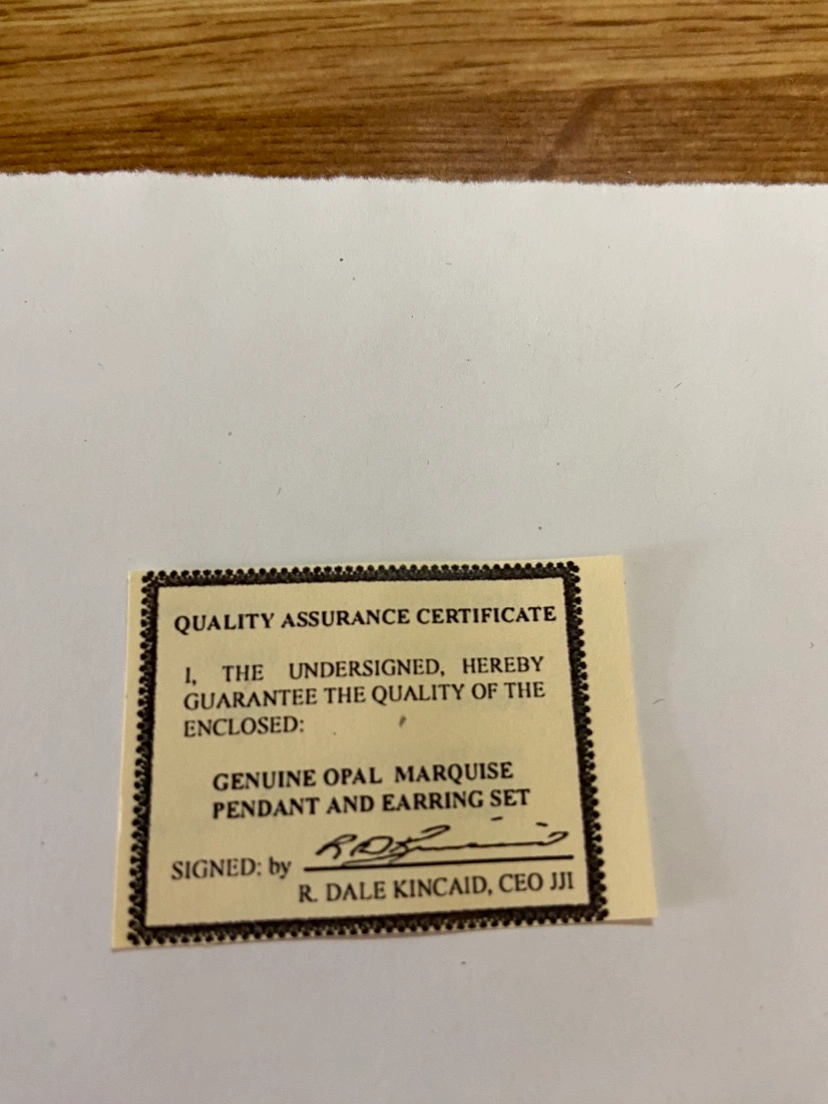 QUALITY ASSURANCE CERTIFICATE
I, THE UNDERSIGNED, HEREBY
GUARANTEE THE QUALITY OF THE
ENCLOSED:
GENUINE OPAL MARQUISE
PENDANT AND EARRING SET
SIGNED: by R D Kincaid
R. DALE KINCAID, CEO JJI